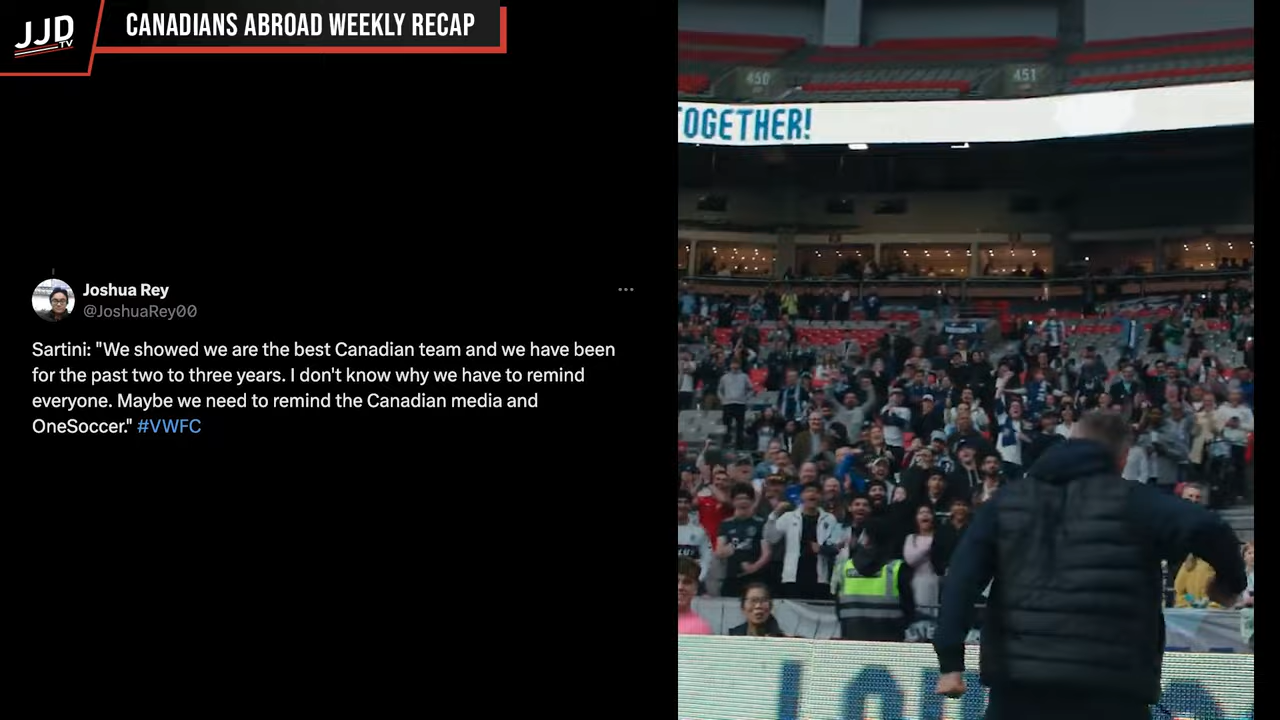 JJD
TV
CANADIANS ABROAD WEEKLY RECAP
450
451
TOGETHER!
Joshua Rey
@JoshuaRey00
Sartini: "We showed we are the best Canadian team and we have been
for the past two to three years. I don't know why we have to remind
everyone. Maybe we need to remind the Canadian media and
OneSoccer." #VWFC